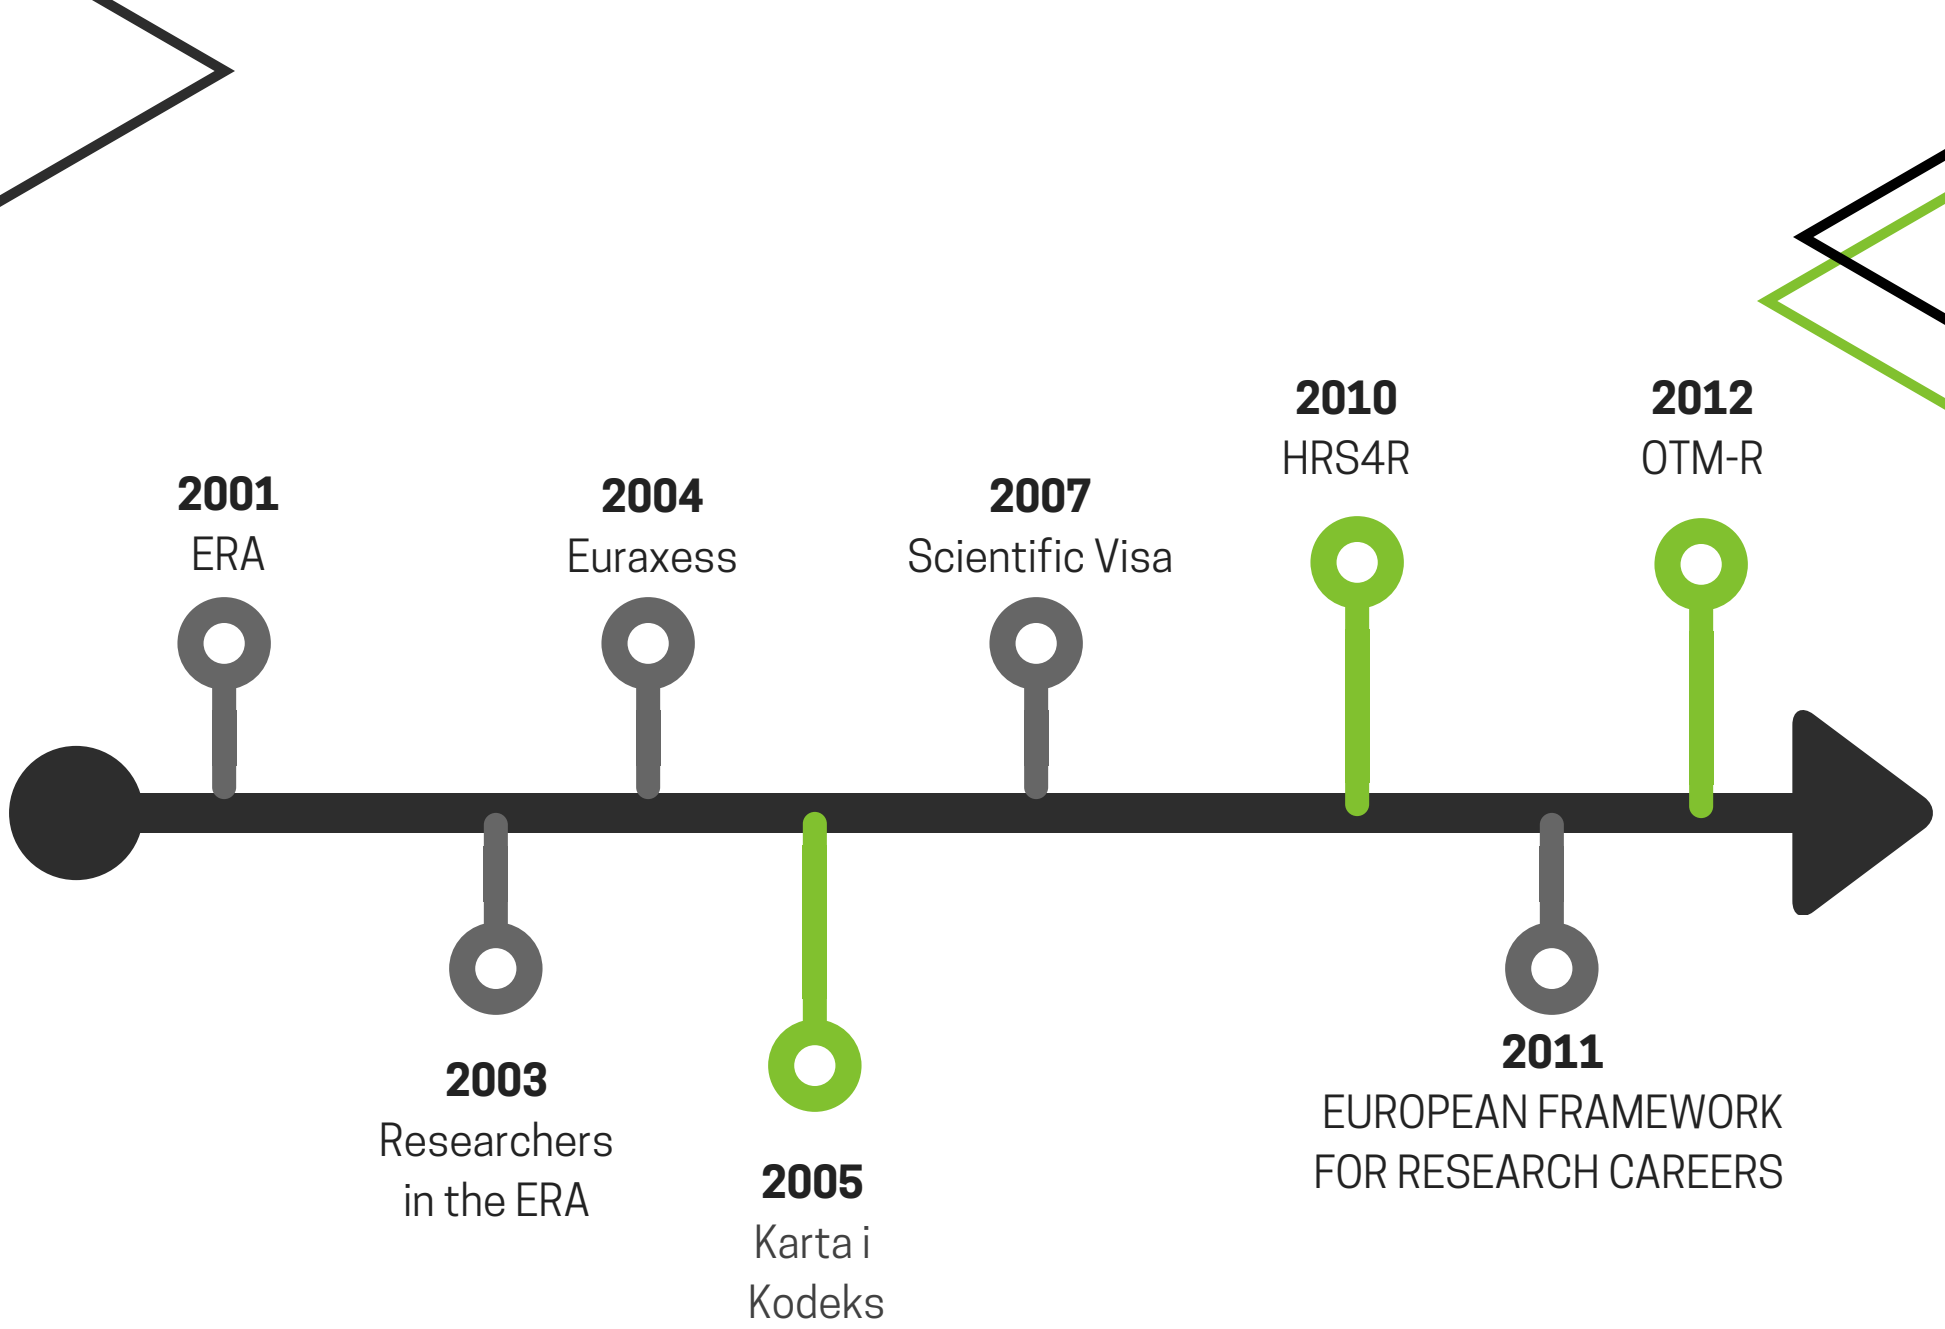 2001
ERA
2003
Researchers
in the ERA
2004
Euraxess
2005
Karta i
Kodeks
2007
Scientific Visa
2010
HRS4R
2011
EUROPEAN FRAMEWORK
FOR RESEARCH CAREERS
2012
OTM-R